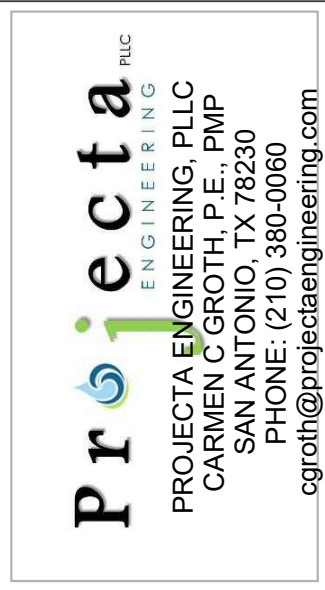 Projecta PLLC
ENGINEERING
PROJECTA ENGINEERING, PLLC
CARMEN C GROTH, P.E., PMP
SAN ANTONIO, TX 78230
PHONE: (210) 380-0060
cgroth@projectaengineering.com